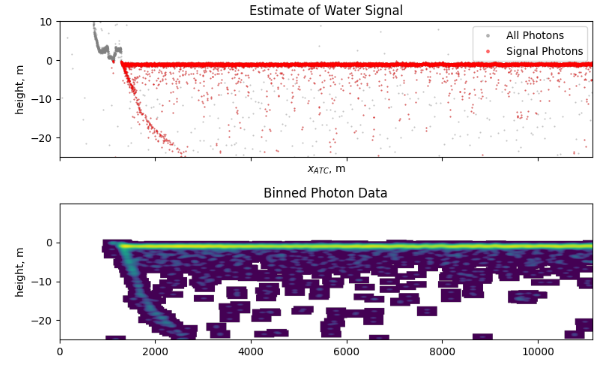 Estimate of Water Signal
10
0
−10
−20
height, m
All Photons
Signal Photons
x_ATC, m
Binned Photon Data
0
−10
−20
height, m
0 2000 4000 6000 8000 10000